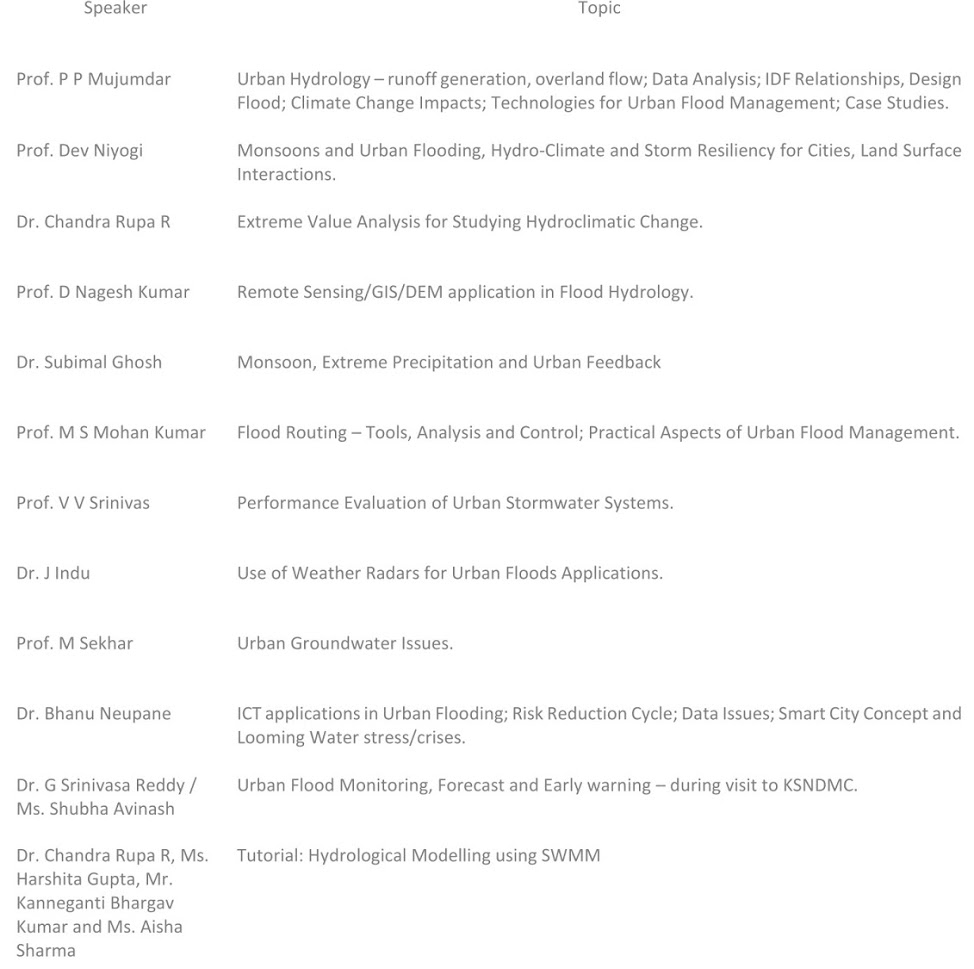 Speaker Topic
Prof. P P Mujumdar Urban Hydrology – runoff generation, overland flow; Data Analysis; IDF Relationships, Design
Flood; Climate Change Impacts; Technologies for Urban Flood Management; Case Studies.
Prof. Dev Niyogi Monsoons and Urban Flooding, Hydro-Climate and Storm Resiliency for Cities, Land Surface
Interactions.
Dr. Chandra Rupa R Extreme Value Analysis for Studying Hydroclimatic Change.
Prof. D Nagesh Kumar Remote Sensing/GIS/DEM application in Flood Hydrology.
Dr. Subimal Ghosh Monsoon, Extreme Precipitation and Urban Feedback
Prof. M S Mohan Kumar Flood Routing – Tools, Analysis and Control; Practical Aspects of Urban Flood Management.
Prof. V V Srinivas Performance Evaluation of Urban Stormwater Systems.
Dr. J Indu Use of Weather Radars for Urban Floods Applications.
Prof. M Sekhar Urban Groundwater Issues.
Dr. Bhanu Neupane ICT applications in Urban Flooding; Risk Reduction Cycle; Data Issues; Smart City Concept and
Looming Water stress/crises.
Dr. G Srinivasa Reddy / Urban Flood Monitoring, Forecast and Early warning – during visit to KSNDMC.
Ms. Shubha Avinash
Dr. Chandra Rupa R, Ms. Tutorial: Hydrological Modelling using SWMM
Harshita Gupta, Mr.
Kanneganti Bhargav
Kumar and Ms. Aisha
Sharma